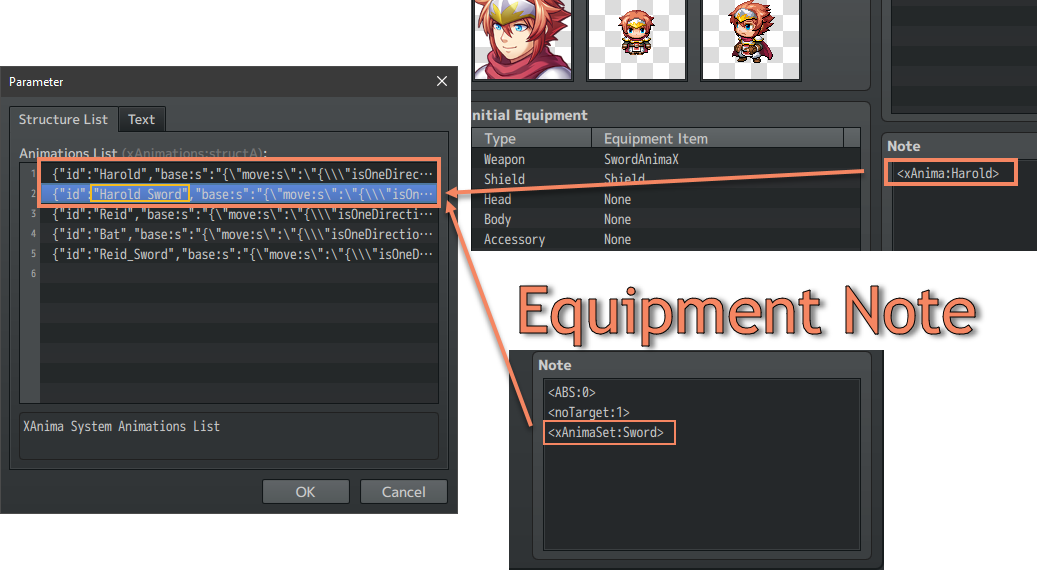 Parameter
Structure List
Text
Animations List (xAnimations:structA):
1 {"id":"Harold","base:s":"{\"move:s\":\"{\\\"isOneDirec…
2 {"id":"Harold_Sword","base:s":"{\"move:s\":\"{\\\"isOn…
3 {"id":"Reid","base:s":"{\"move:s\":\"{\\\"isOneDirecti…
4 {"id":"Bat","base:s":"{\"move:s\":\"{\\\"isOneDirectio…
5 {"id":"Reid_Sword","base:s":"{\"move:s\":\"{\\\"isOneD…
6
XAnima System Animations List
OK
Cancel
nitial Equipment
Type Equipment Item
Weapon SwordAnimaX
Shield Shield
Head None
Body None
Accessory None
Note
<xAnima:Harold>
Equipment Note
Note
<ABS:0>
<noTarget:1>
<xAnimaSet:Sword>